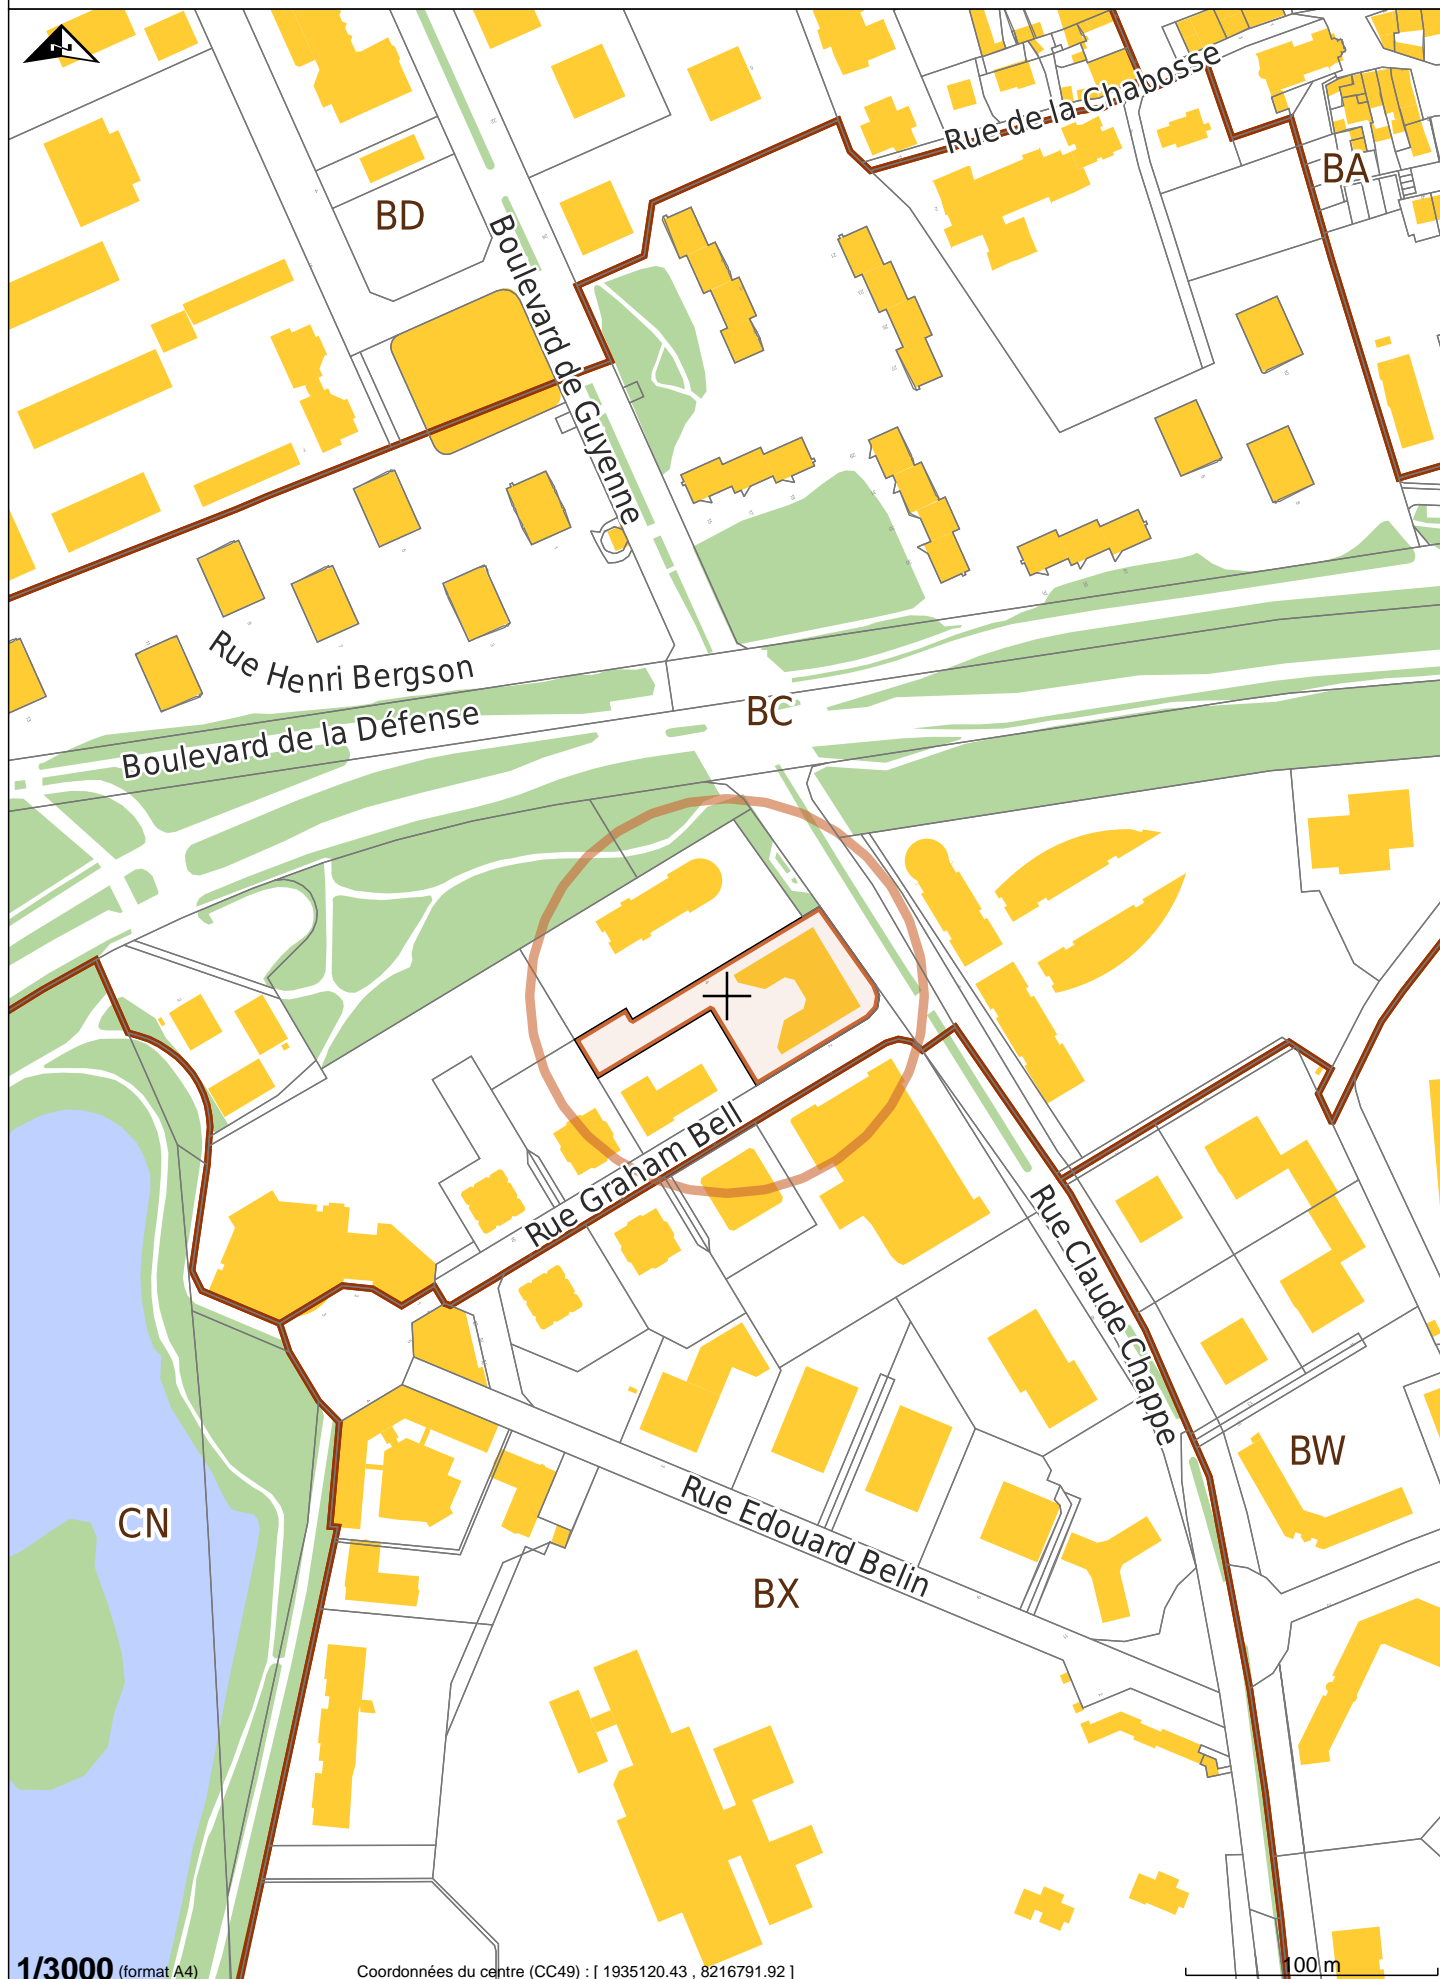 Rue de la Chabosse
BA
BD
Boulevard de Guyenne
Rue Henri Bergson
Boulevard de la Défense
BC
Rue Graham Bell
Rue Claude Chappe
BW
CN
Rue Edouard Belin
BX
1/3000 (format A4)
Coordonnées du centre (CC49) : [ 1935120.43 , 8216791.92 ]
100 m